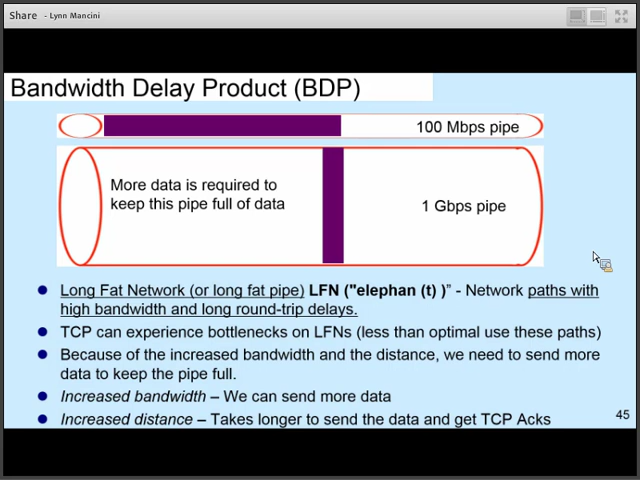 Share - Lynn Mancini
Bandwidth Delay Product (BDP)
100 Mbps pipe
More data is required to
keep this pipe full of data
1 Gbps pipe
Long Fat Network (or long fat pipe) LFN ("elephan (t) )” - Network paths with
high bandwidth and long round-trip delays.
TCP can experience bottlenecks on LFNs (less than optimal use these paths)
Because of the increased bandwidth and the distance, we need to send more
data to keep the pipe full.
Increased bandwidth – We can send more data
Increased distance – Takes longer to send the data and get TCP Acks
45